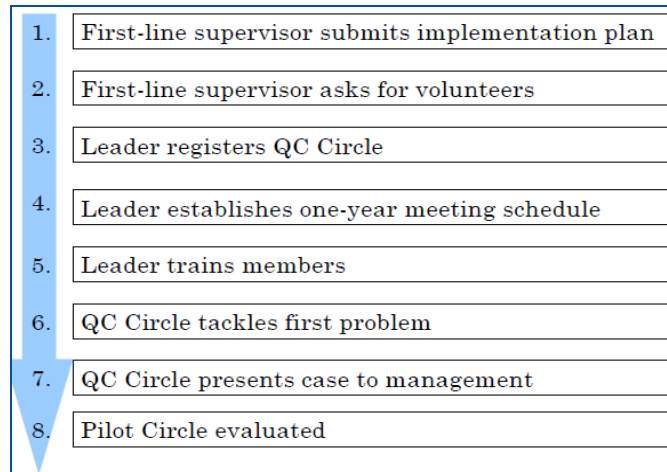 1. First-line supervisor submits implementation plan
2. First-line supervisor asks for volunteers
3. Leader registers QC Circle
4. Leader establishes one-year meeting schedule
5. Leader trains members
6. QC Circle tackles first problem
7. QC Circle presents case to management
8. Pilot Circle evaluated